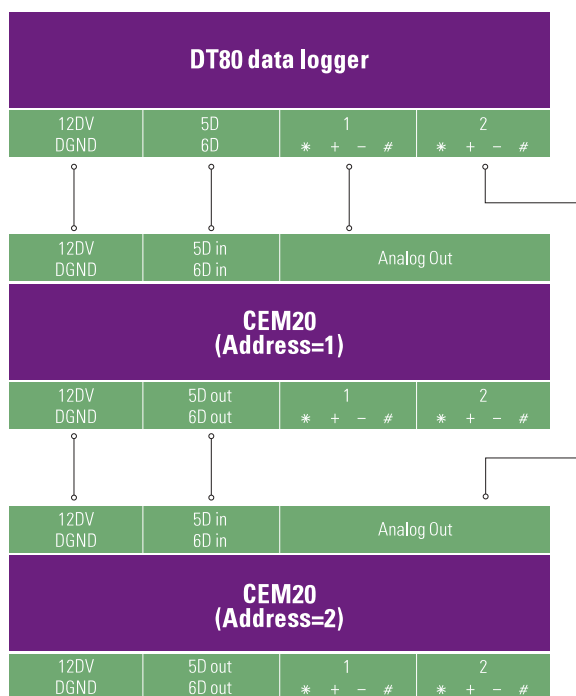 DT80 data logger
12DV 5D 1 2
DGND 6D * + – # * + – #
12DV 5D in Analog Out
DGND 6D in
CEM20
(Address=1)
12DV 5D out 1 2
DGND 6D out * + – # * + – #
12DV 5D in Analog Out
DGND 6D in
CEM20
(Address=2)
12DV 5D out 1 2
DGND 6D out * + – # * + – #